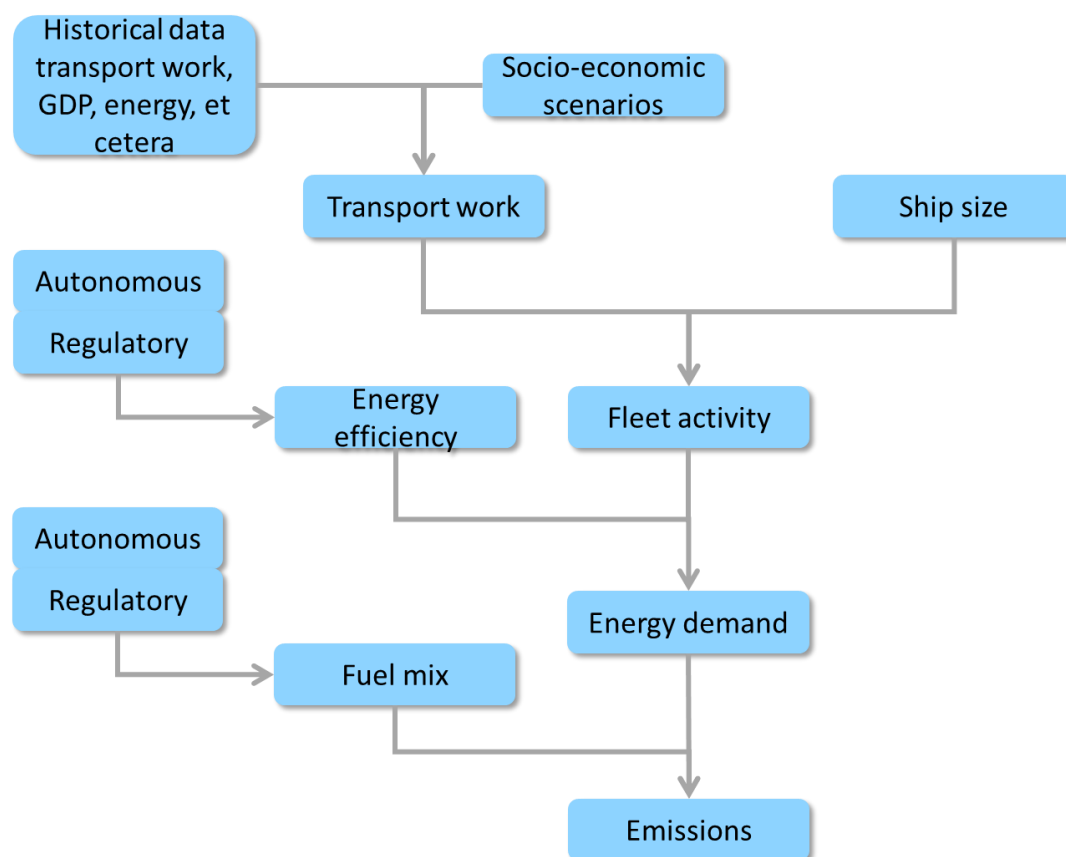 Historical data
transport work,
GDP, energy, et
cetera
Socio-economic
scenarios
Transport work
Ship size
Autonomous
Regulatory
Energy
efficiency
Fleet activity
Autonomous
Regulatory
Energy demand
Fuel mix
Emissions